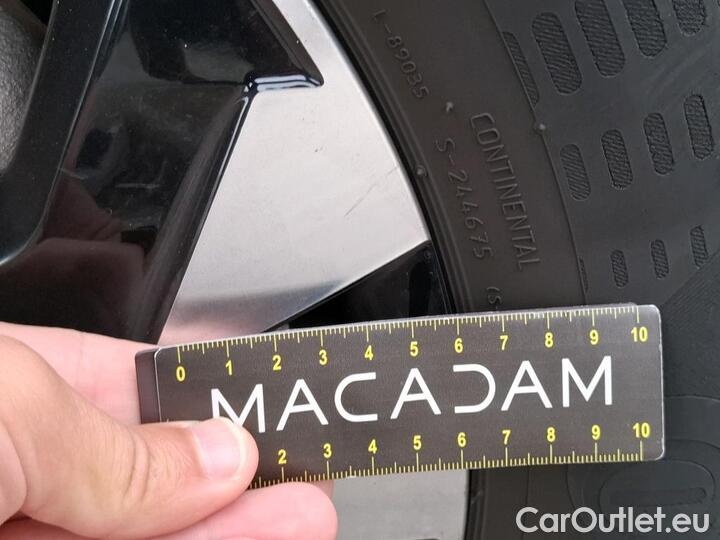 L-89035
CONTINENTAL
S-244675 (S-
0 1 2 3 4 5 6 7 8 9 10
MACADAM
2 3 4 5 6 7 8 9 10
CarOutlet.eu